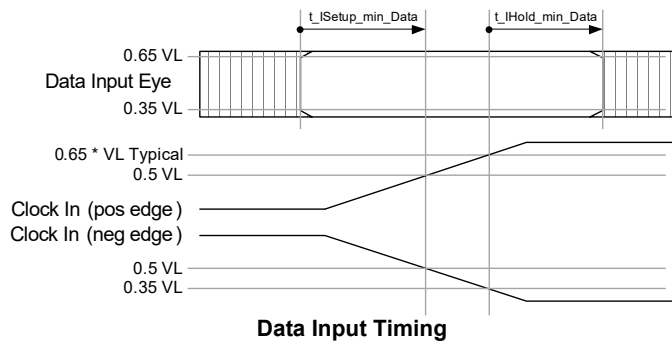 t_ISetup_min_Data
t_IHold_min_Data
0.65 VL
Data Input Eye
0.35 VL
0.65 * VL Typical
0.5 VL
Clock In (pos edge)
Clock In (neg edge)
0.5 VL
0.35 VL
Data Input Timing